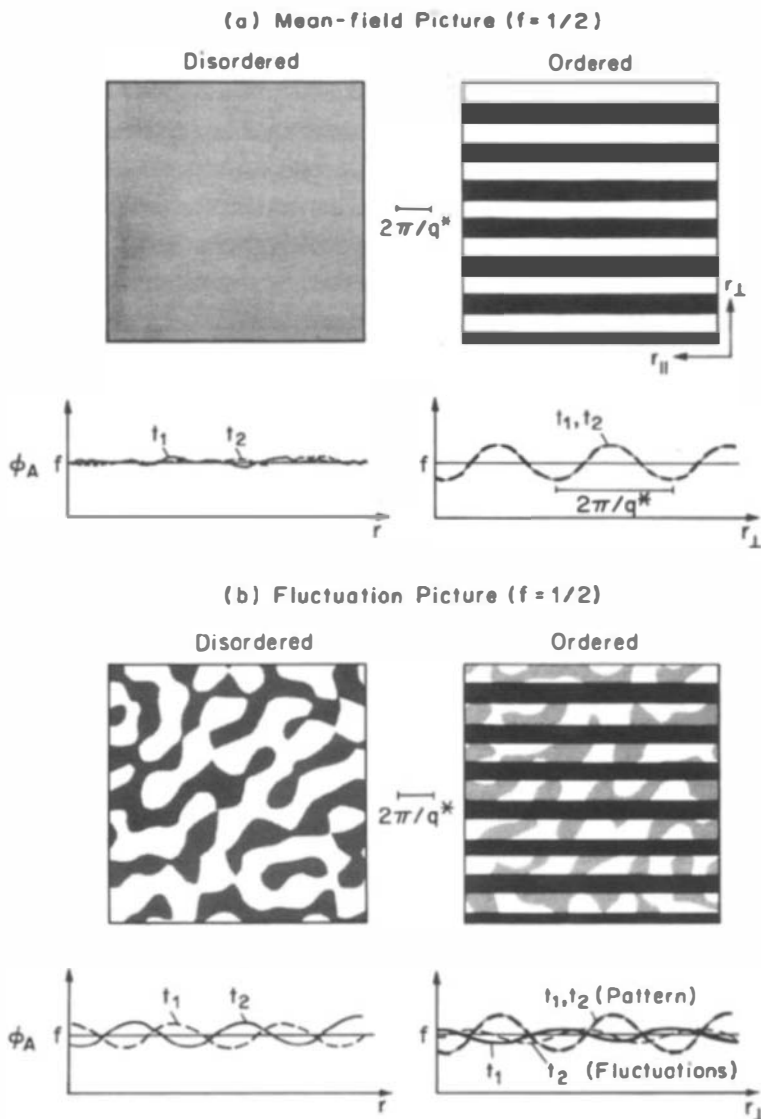 (a) Mean-field Picture (f=1/2)
Disordered
Ordered
2π/q*
r⊥
r||
t1
t2
ϕA
f
r
t1,t2
f
2π/q*
r⊥
(b) Fluctuation Picture (f=1/2)
Disordered
Ordered
2π/q*
t1
t2
ϕA
f
r
t1,t2 (Pattern)
f
t1
t2 (Fluctuations)
r⊥